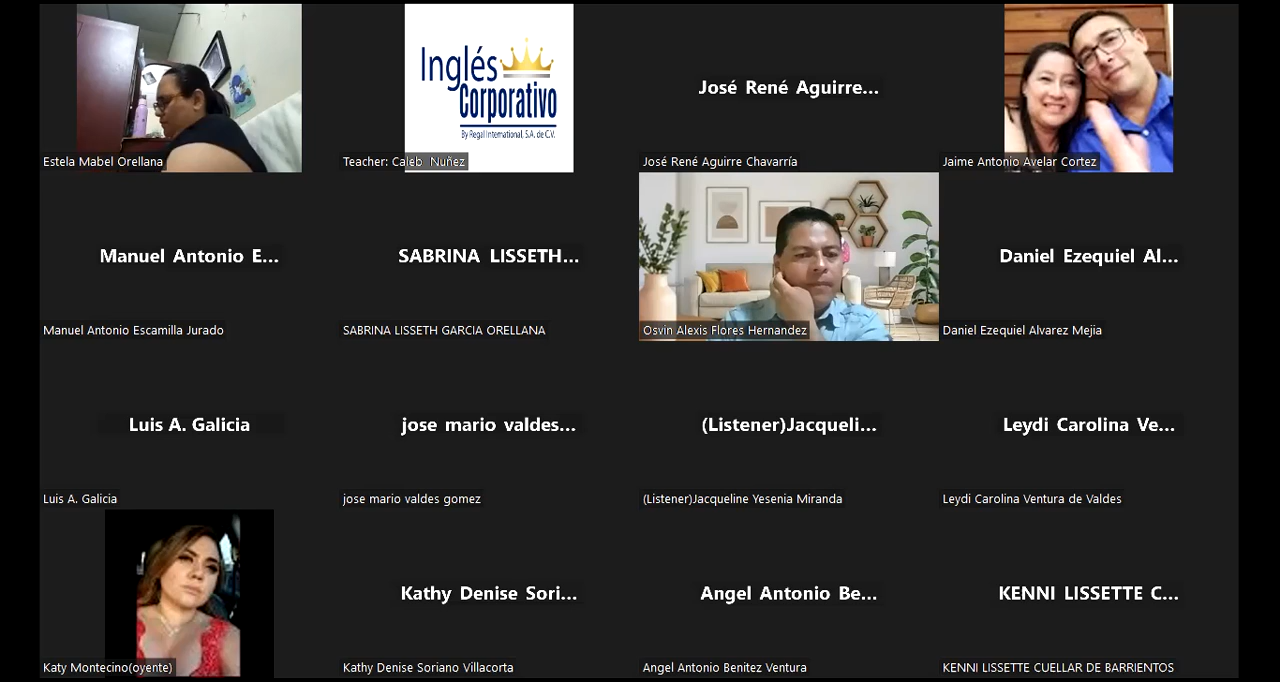 Inglés
Corporativo
By Regal International, S.A. de C.V.
José René Aguirre...
Estela Mabel Orellana
Teacher: Caleb Nuñez
José René Aguirre Chavarría
Jaime Antonio Avelar Cortez
Manuel Antonio E...
SABRINA LISSETH...
Daniel Ezequiel Al...
Manuel Antonio Escamilla Jurado
SABRINA LISSETH GARCIA ORELLANA
Osvin Alexis Flores Hernandez
Daniel Ezequiel Alvarez Mejia
Luis A. Galicia
jose mario valdes...
(Listener)Jacqueli...
Leydi Carolina Ve...
Luis A. Galicia
jose mario valdes gomez
(Listener)Jacqueline Yesenia Miranda
Leydi Carolina Ventura de Valdes
Kathy Denise Sori...
Angel Antonio Be...
KENNI LISSETTE C...
Katy Montecino(oyente)
Kathy Denise Soriano Villacorta
Angel Antonio Benitez Ventura
KENNI LISSETTE CUELLAR DE BARRIENTOS